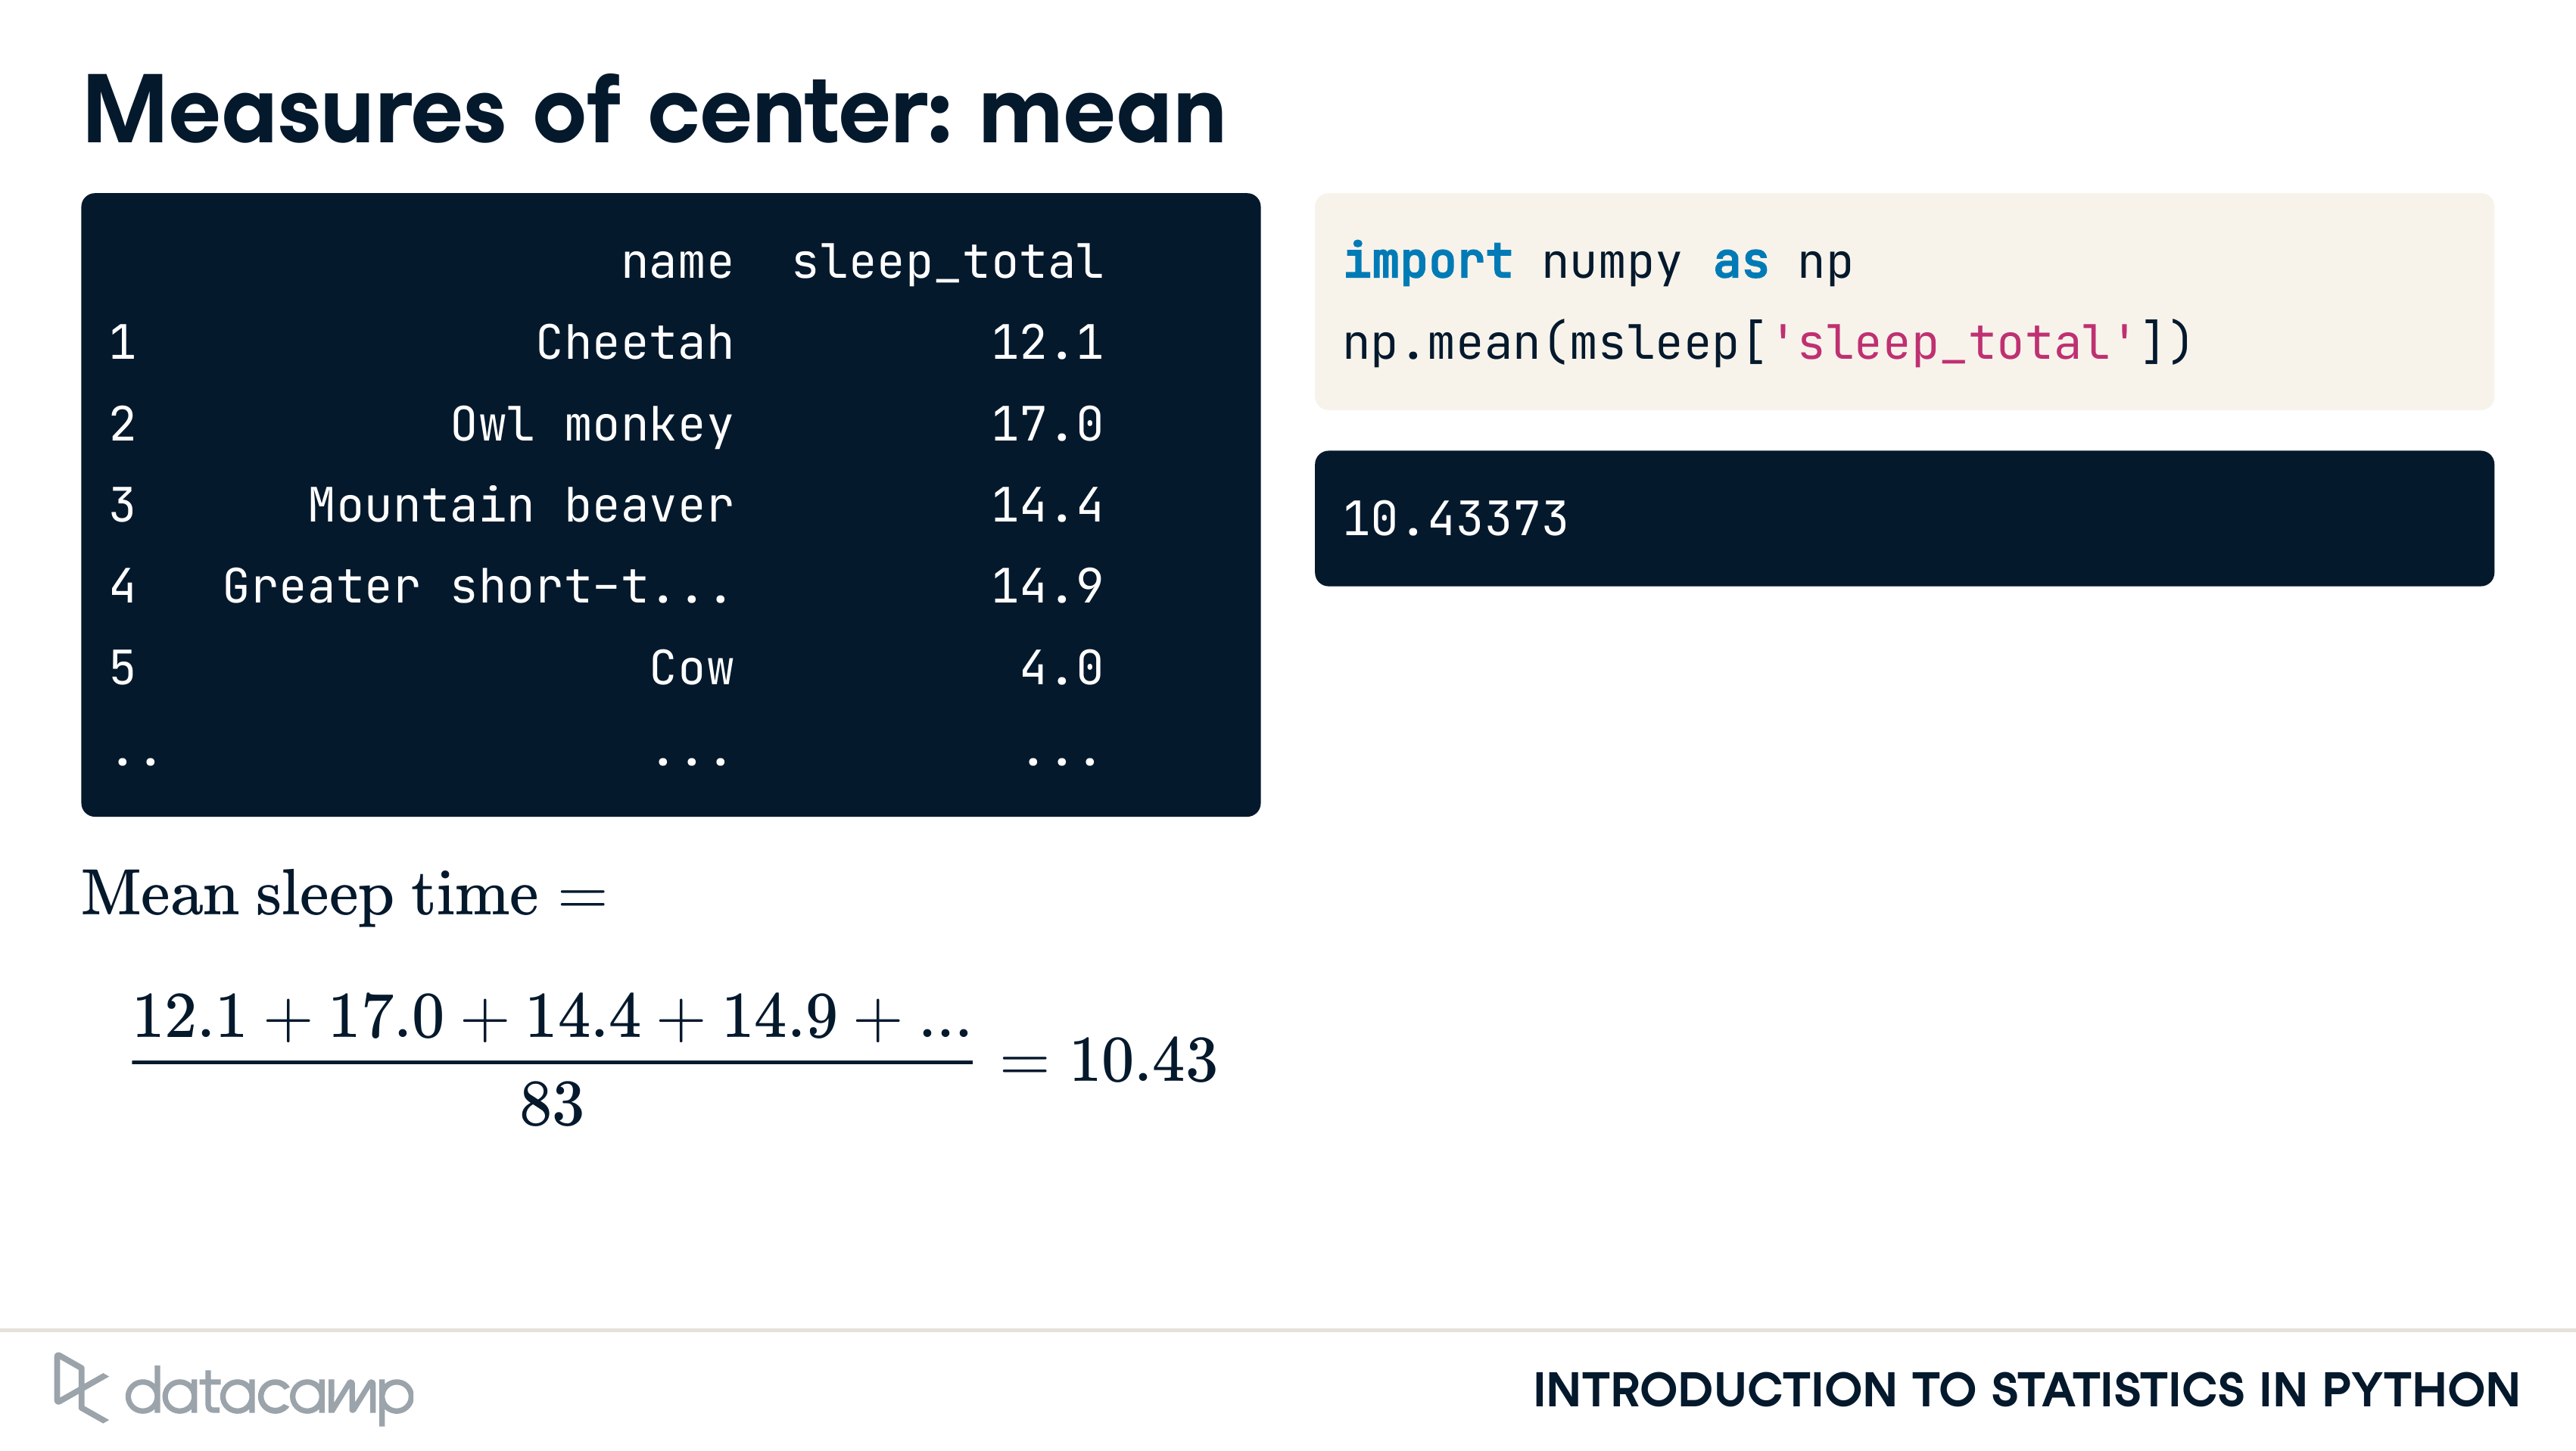 Measures of center: mean
name sleep_total
1 Cheetah 12.1
2 Owl monkey 17.0
3 Mountain beaver 14.4
4 Greater short-t... 14.9
5 Cow 4.0
.. ... ...
Mean sleep time =
12.1 + 17.0 + 14.4 + 14.9 + ...
83
= 10.43
import numpy as np
np.mean(msleep['sleep_total'])
10.43373
datacamp
INTRODUCTION TO STATISTICS IN PYTHON